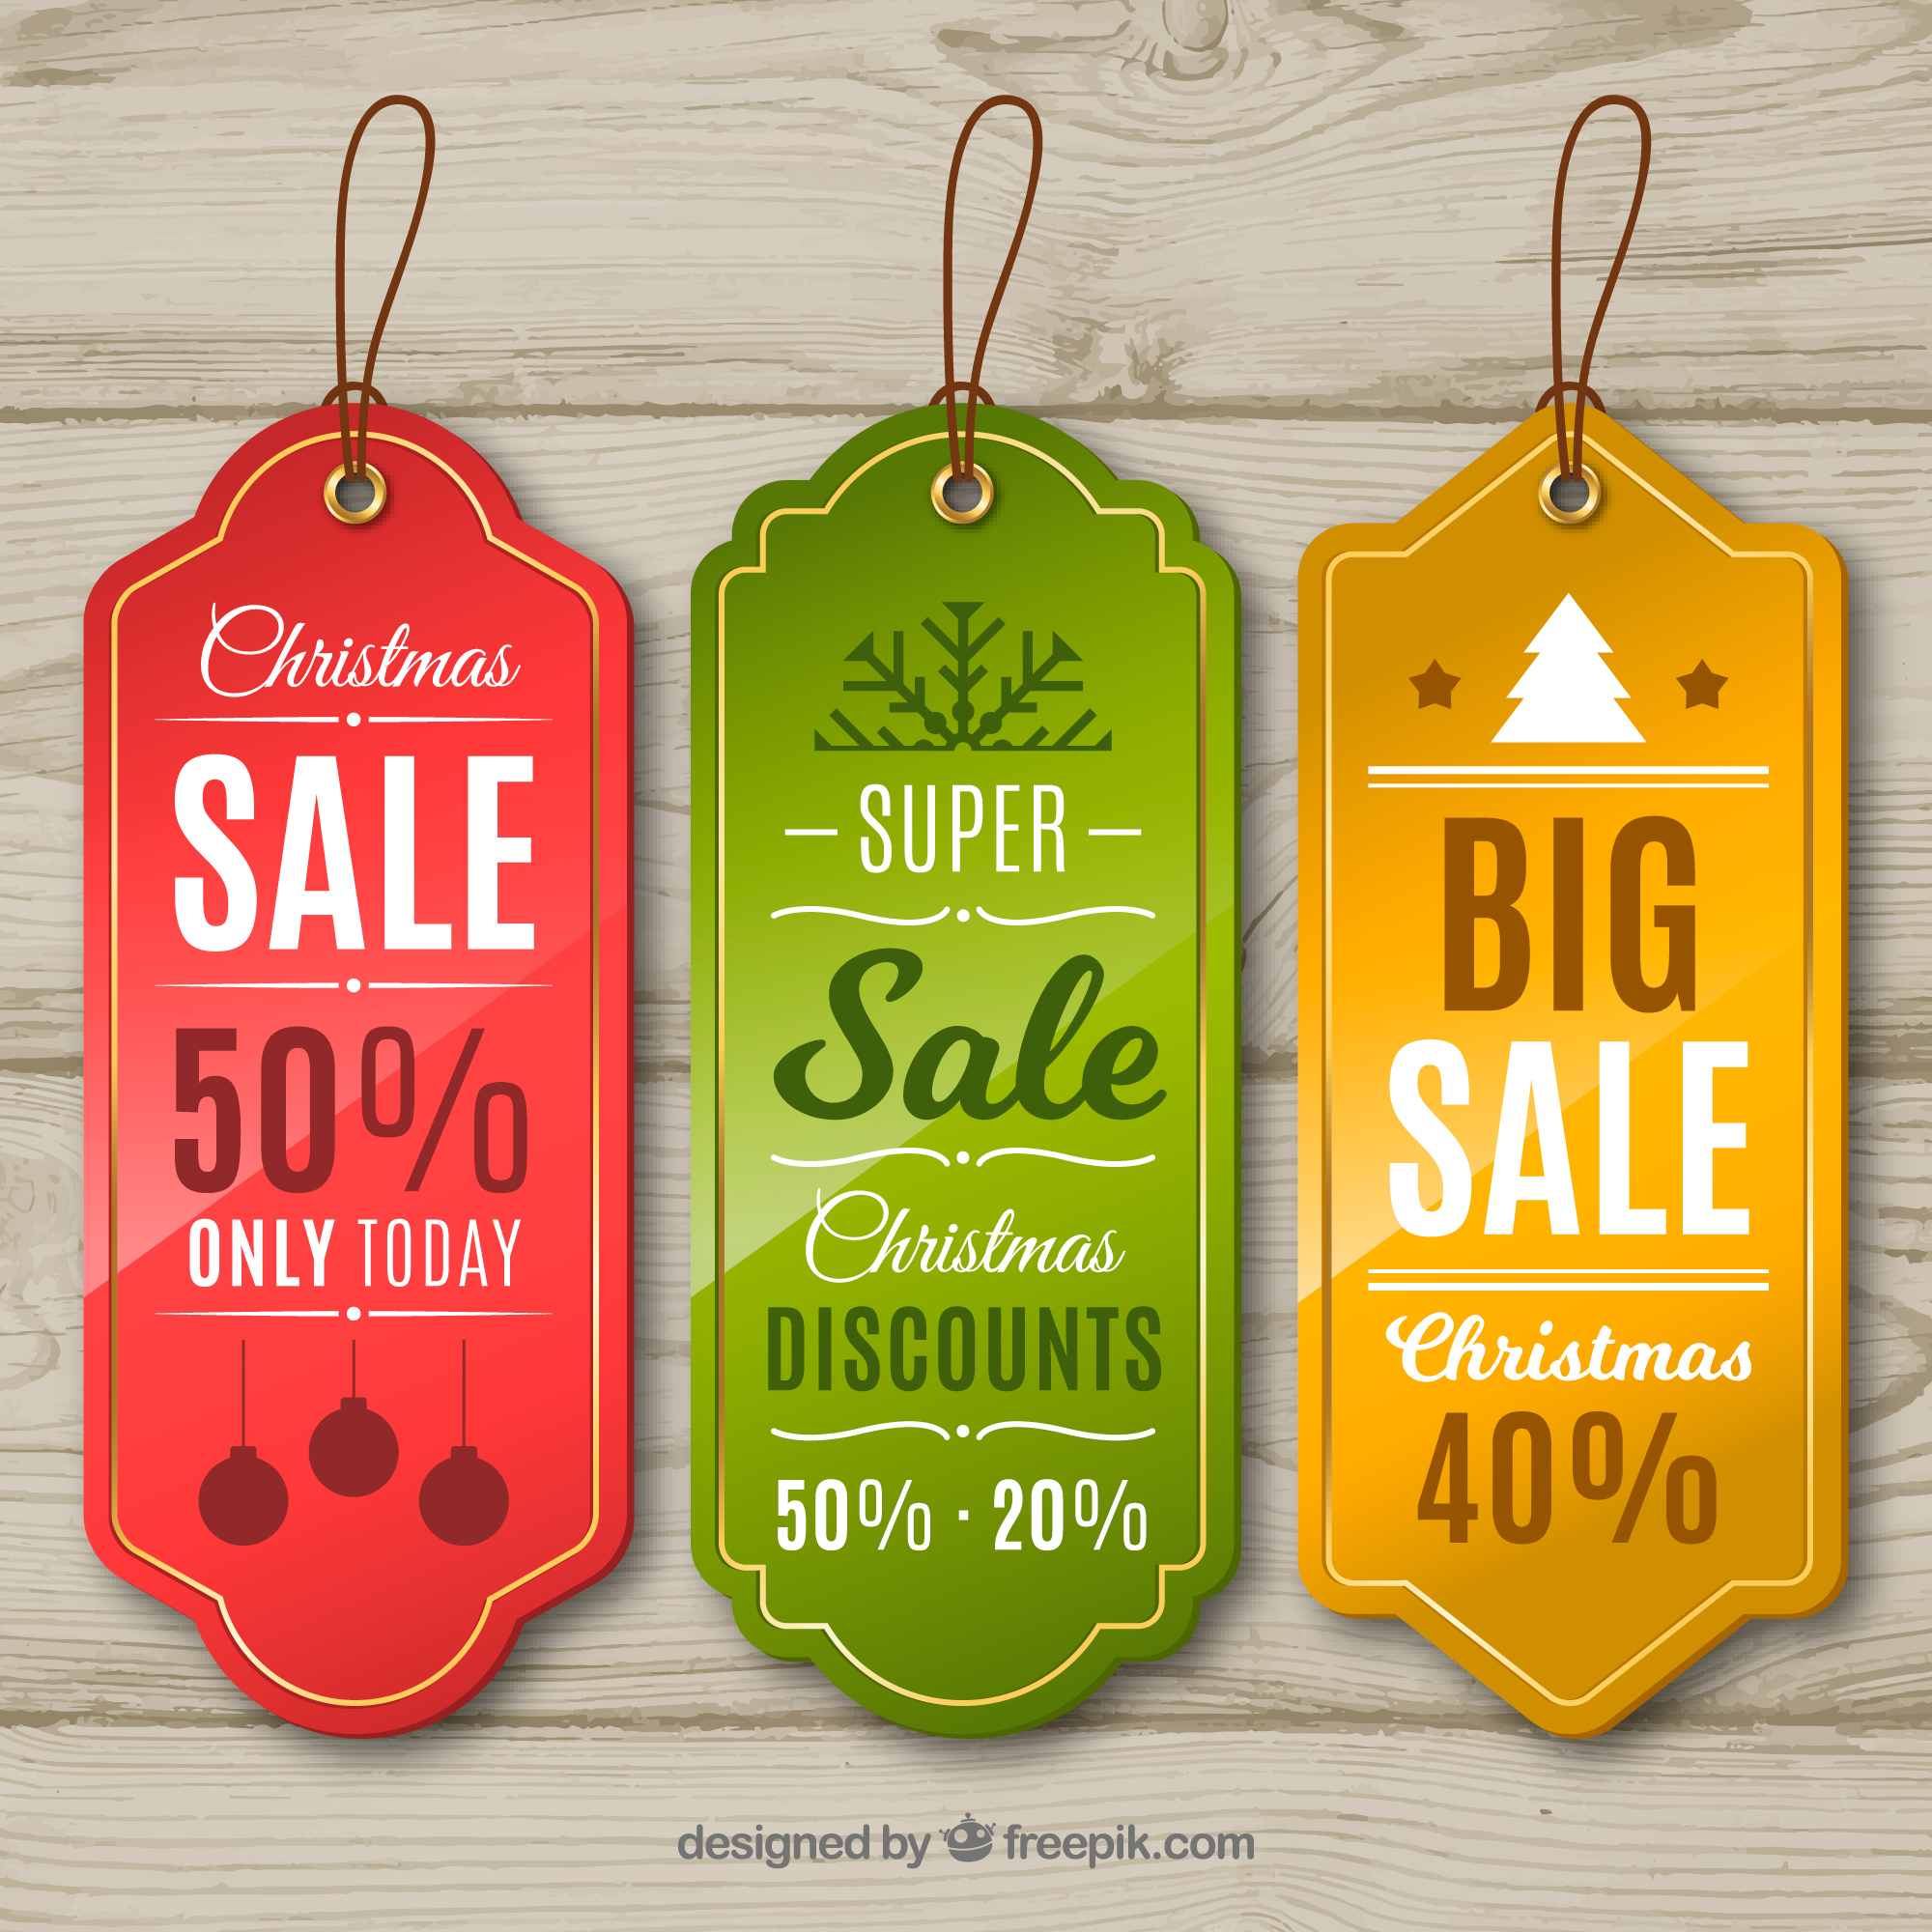 Christmas
SALE
50%
ONLY TODAY
SUPER
Sale
Christmas
DISCOUNTS
50% · 20%
BIG
SALE
Christmas
40%
designed by freepik.com